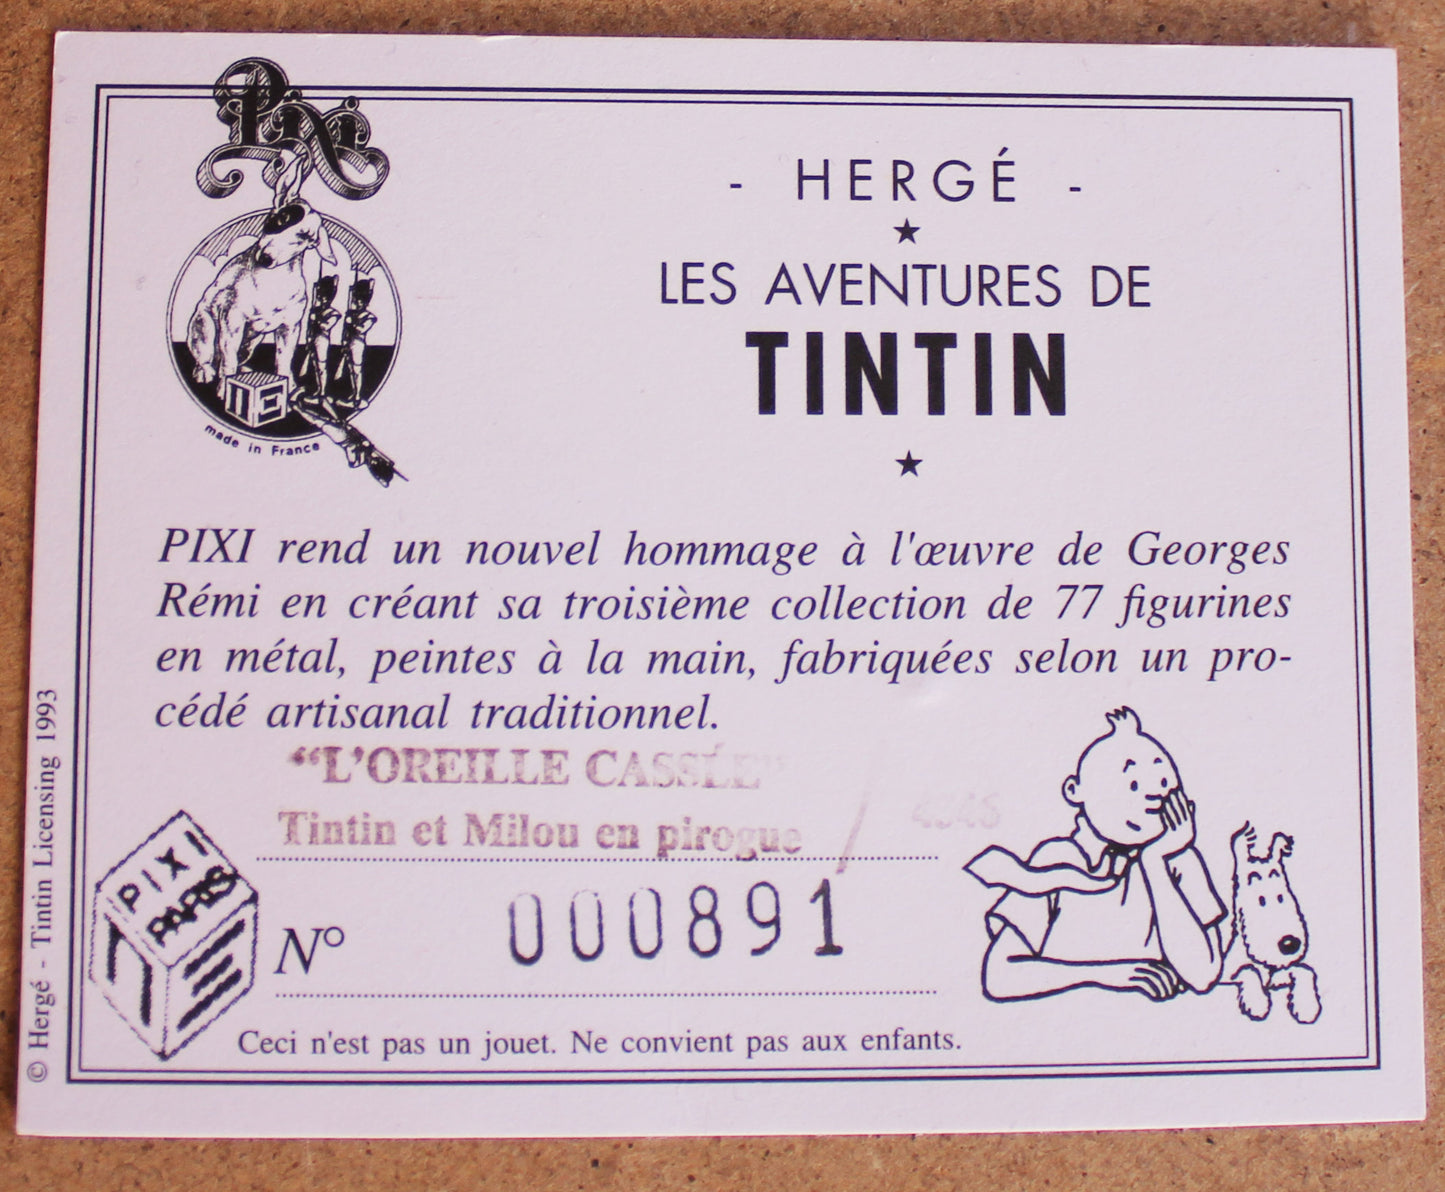 Pixi
made in France
- HERGÉ -
★
LES AVENTURES DE
TINTIN
★
PIXI rend un nouvel hommage à l'œuvre de Georges
Rémi en créant sa troisième collection de 77 figurines
en métal, peintes à la main, fabriquées selon un pro-
cédé artisanal traditionnel.
“L'OREILLE CASSÉE”
Tintin et Milou en pirogue /
PIXI
PARIS
N° 000891
Ceci n'est pas un jouet. Ne convient pas aux enfants.
© Hergé - Tintin Licensing 1993